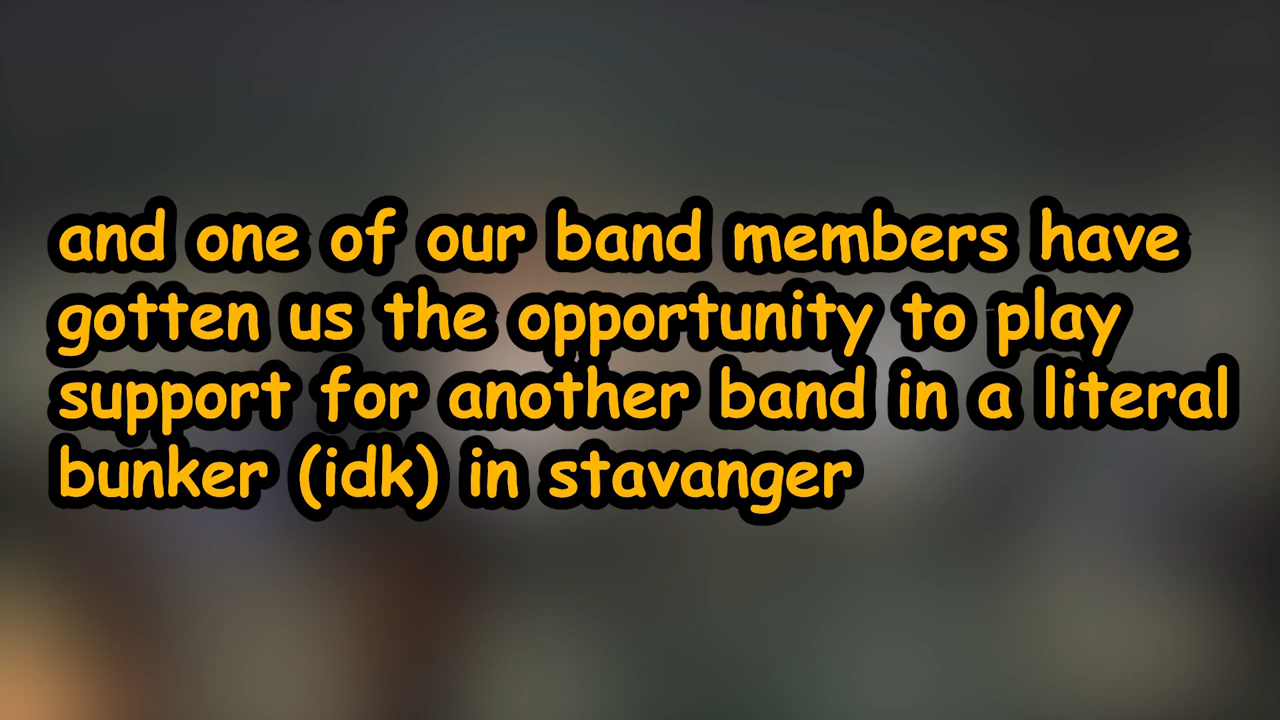 and one of our band members have
gotten us the opportunity to play
support for another band in a literal
bunker (idk) in stavanger